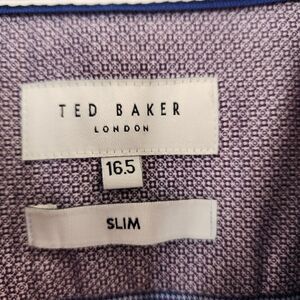 TED BAKER
LONDON
16.5
SLIM